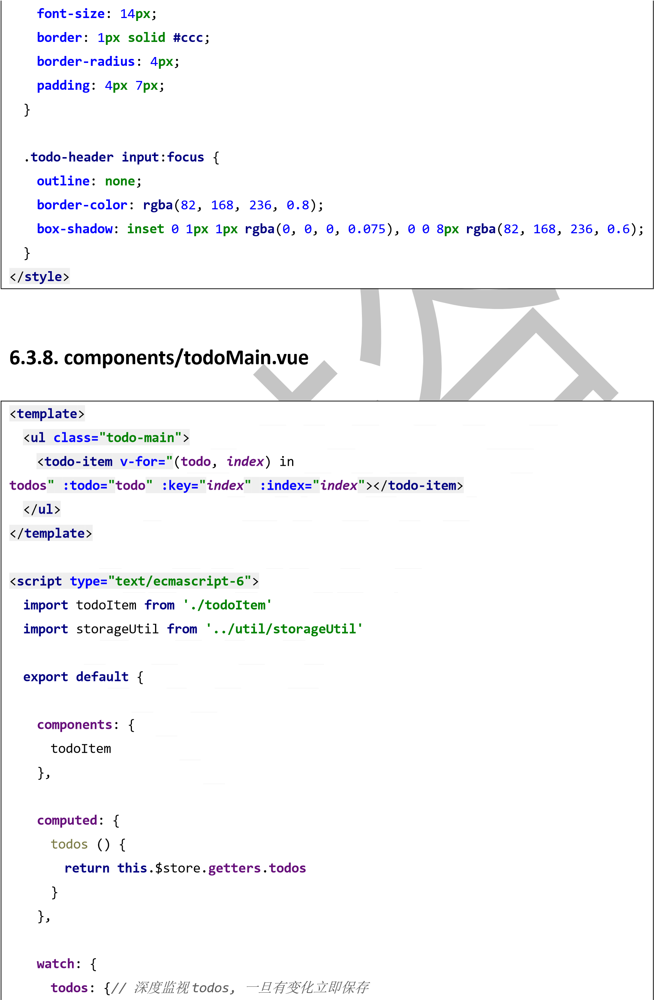 font-size: 14px;
    border: 1px solid #ccc;
    border-radius: 4px;
    padding: 4px 7px;
  }

  .todo-header input:focus {
    outline: none;
    border-color: rgba(82, 168, 236, 0.8);
    box-shadow: inset 0 1px 1px rgba(0, 0, 0, 0.075), 0 0 8px rgba(82, 168, 236, 0.6);
  }
</style>
6.3.8. components/todoMain.vue
<template>
  <ul class="todo-main">
    <todo-item v-for="(todo, index) in
todos" :todo="todo" :key="index" :index="index"></todo-item>
  </ul>
</template>

<script type="text/ecmascript-6">
  import todoItem from './todoItem'
  import storageUtil from '../util/storageUtil'

  export default {

    components: {
      todoItem
    },

    computed: {
      todos () {
        return this.$store.getters.todos
      }
    },

    watch: {
      todos: {// 深度监视todos, 一旦有变化立即保存